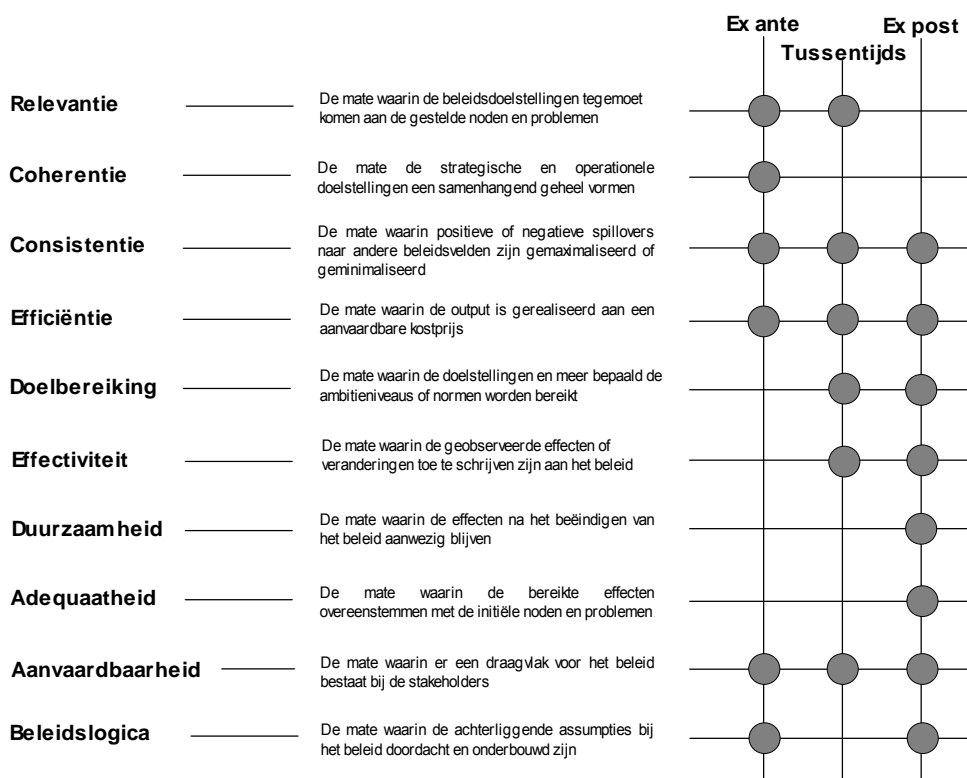 Ex ante
Ex post
Tussentijds
Relevantie
De mate waarin de beleidsdoelstellingen tegemoet
komen aan de gestelde noden en problemen
Coherentie
De mate de strategische en operationele
doelstellingen een samenhangend geheel vormen
Consistentie
De mate waarin positieve of negatieve spillovers
naar andere beleidsvelden zijn gemaximaliseerd of
geminimaliseerd
Efficiëntie
De mate waarin de output is gerealiseerd aan een
aanvaardbare kostprijs
Doelbereiking
De mate waarin de doelstellingen en meer bepaald de
ambitieniveaus of normen worden bereikt
Effectiviteit
De mate waarin de geobserveerde effecten of
veranderingen toe te schrijven zijn aan het beleid
Duurzaamheid
De mate waarin de effecten na het beëindigen van
het beleid aanwezig blijven
Adequaatheid
De mate waarin de bereikte effecten
overeenstemmen met de initiële noden en problemen
Aanvaardbaarheid
De mate waarin er een draagvlak voor het beleid
bestaat bij de stakeholders
Beleidslogica
De mate waarin de achterliggende assumpties bij
het beleid doordacht en onderbouwd zijn